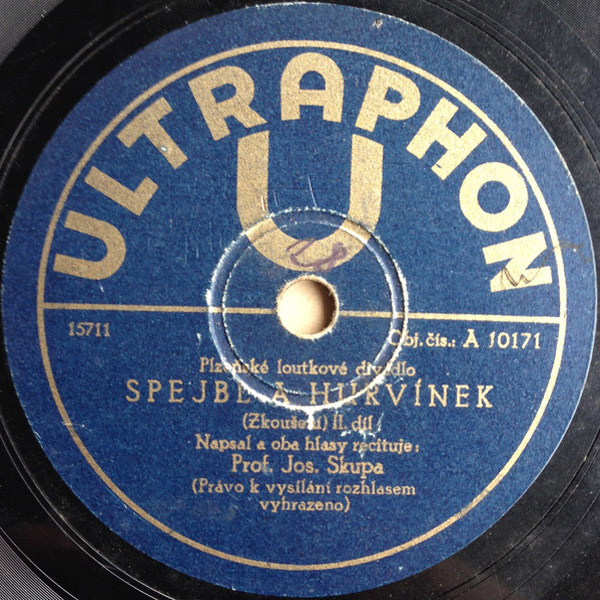 ULTRAPHON
U
15711
Obj. čís.: A 10171
Plzeňské loutkové divadlo
SPEJBL A HURVÍNEK
(Zkoušení) II. díl
Napsal a oba hlasy recituje:
Prof. Jos. Skupa
(Právo k vysílání rozhlasem
vyhrazeno)